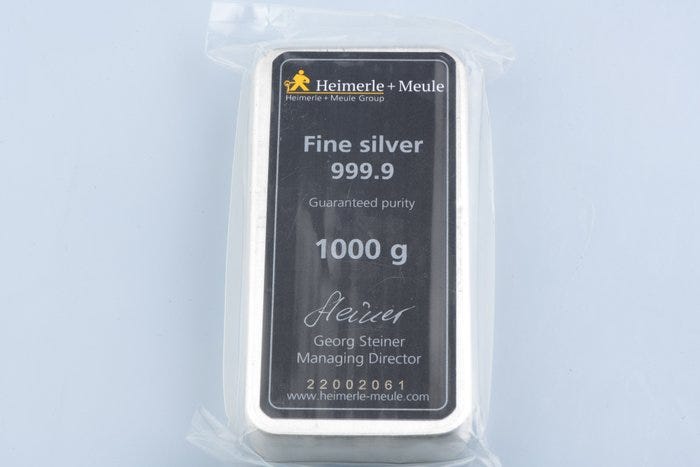 Heimerle + Meule
Heimerle + Meule Group
Fine silver
999.9
Guaranteed purity
1000 g
Steiner
Georg Steiner
Managing Director
22002061
www.heimerle-meule.com